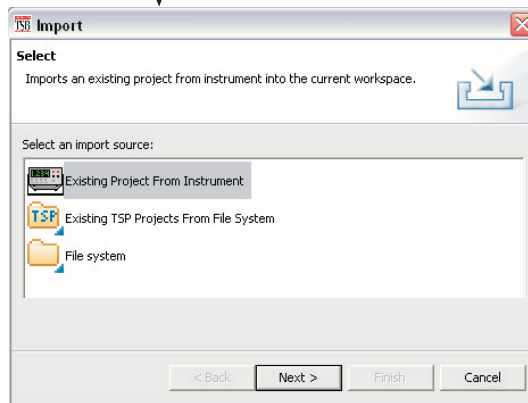 TSB Import
Select
Imports an existing project from instrument into the current workspace.
Select an import source:
Existing Project From Instrument
TSP Existing TSP Projects From File System
File system
< Back Next > Finish Cancel